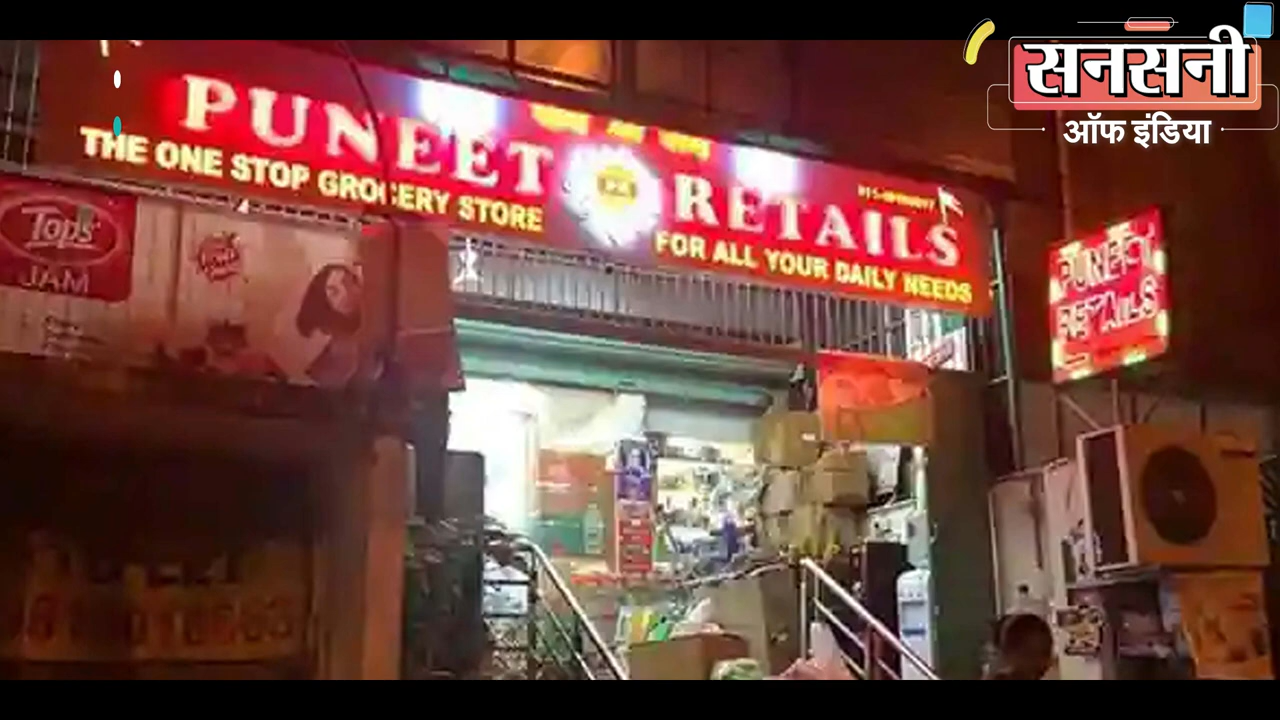 सनसनी
ऑफ इंडिया
PUNEET RETAILS
THE ONE STOP GROCERY STORE
FOR ALL YOUR DAILY NEEDS
Tops
JAM
PUNEET
RETAILS